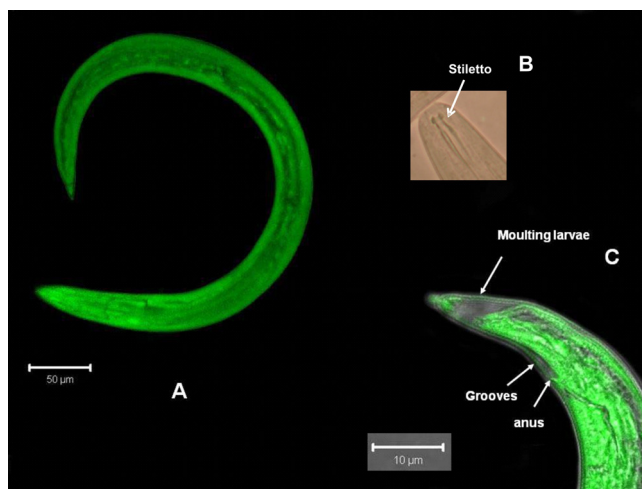 B
Stiletto
Moulting larvae
C
50 µm
A
Grooves
anus
10 µm